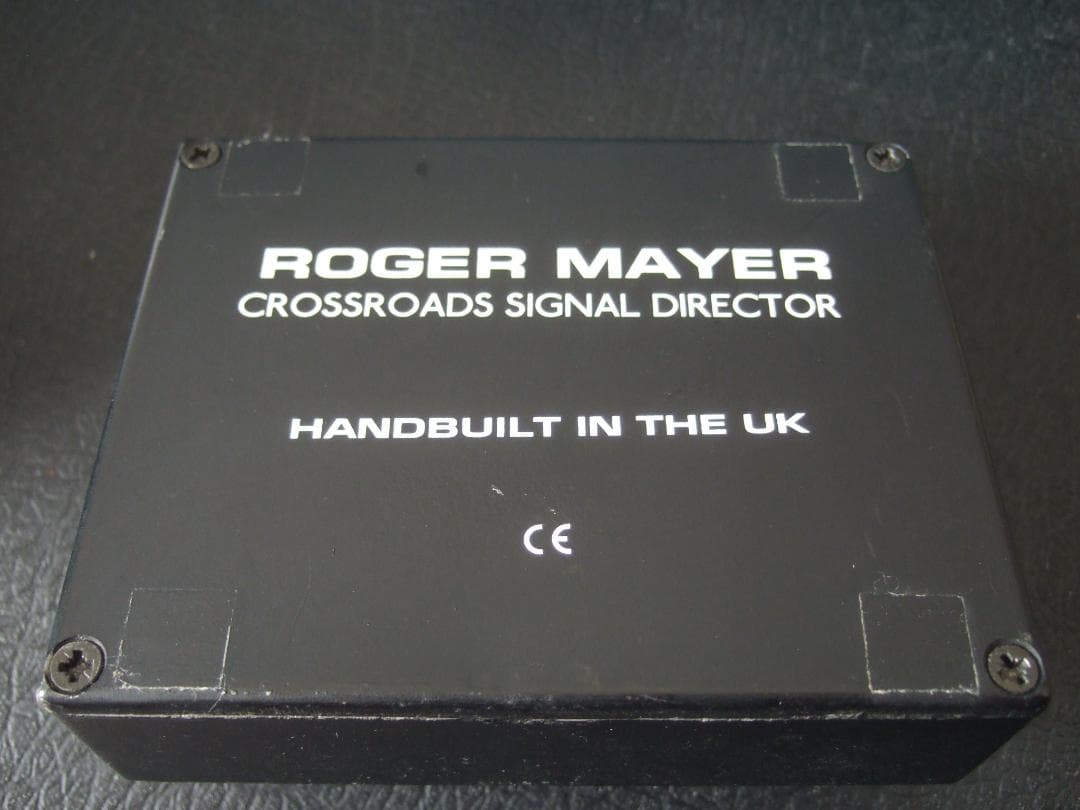 ROGER MAYER
CROSSROADS SIGNAL DIRECTOR
HANDBUILT IN THE UK
CE